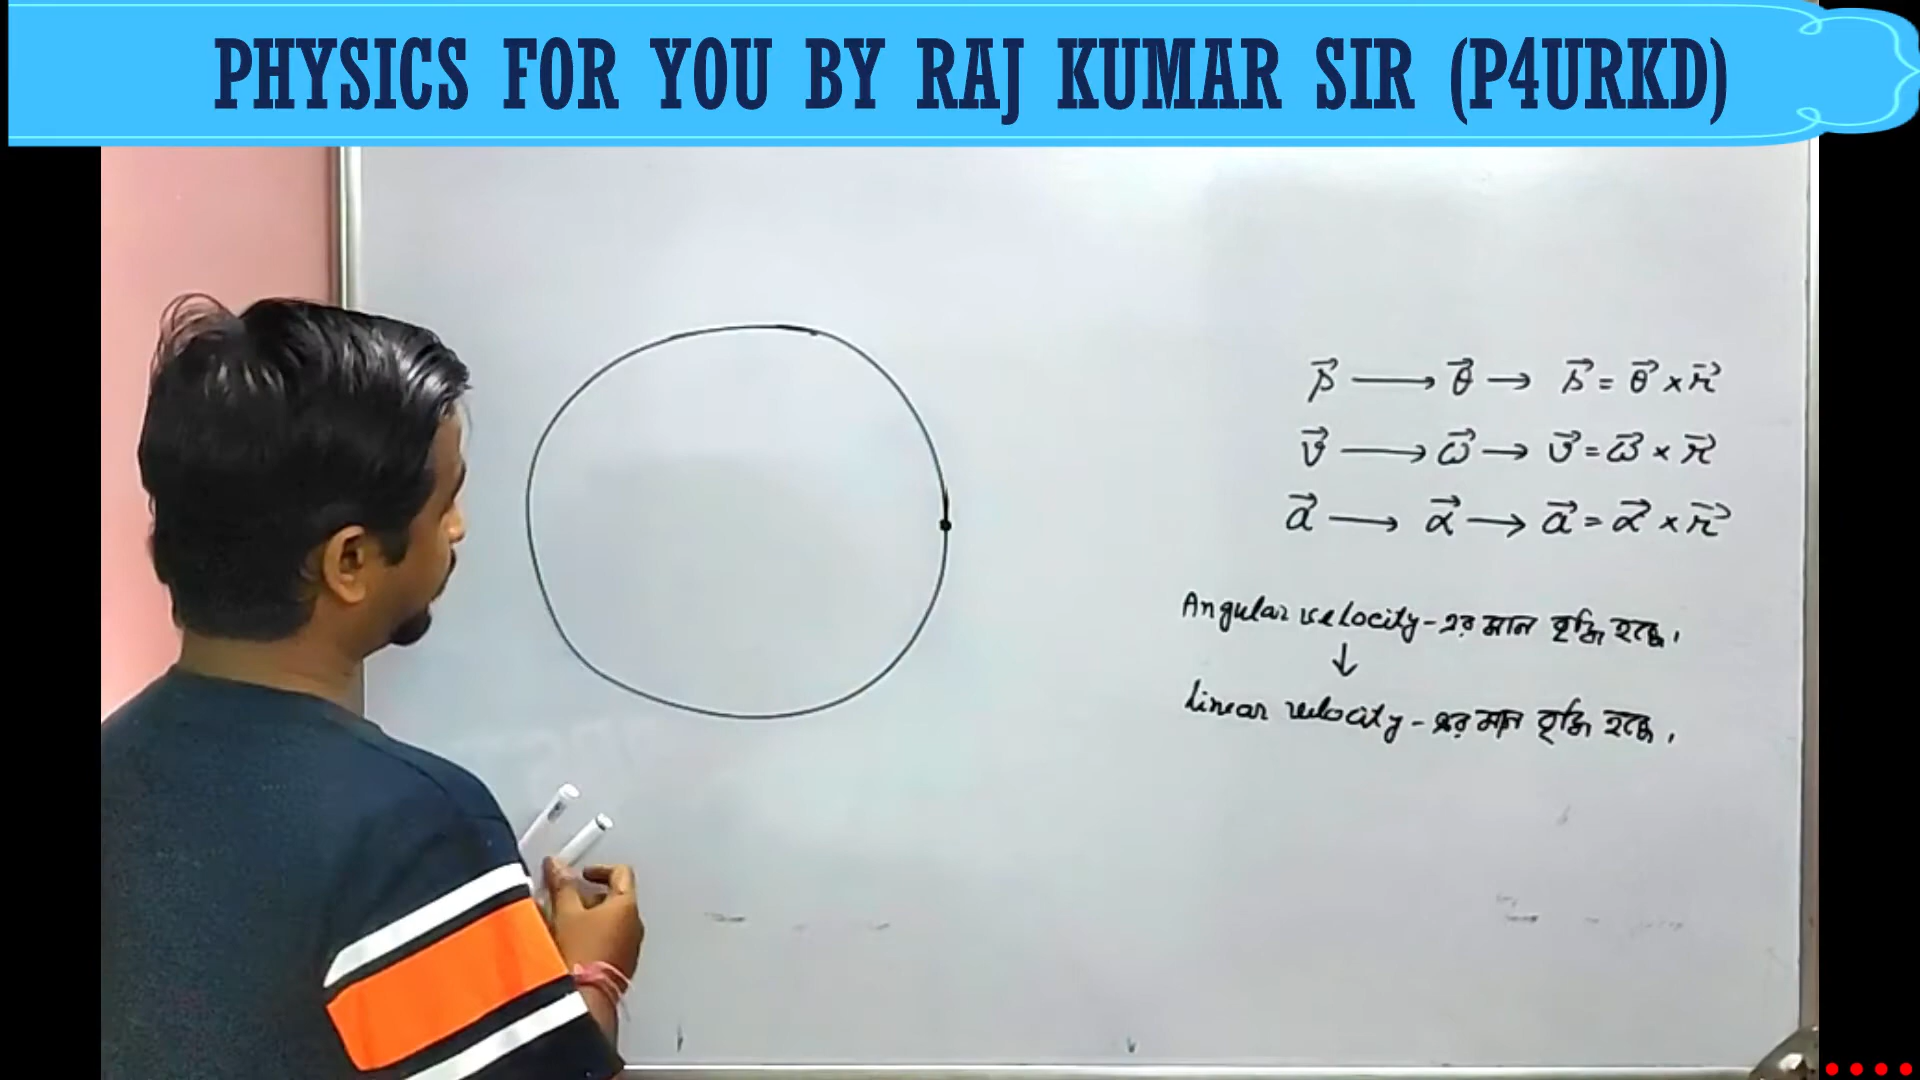 PHYSICS FOR YOU BY RAJ KUMAR SIR (P4URKD)
s⃗ ⟶ θ⃗ → s⃗ = θ⃗ × r⃗
v⃗ ⟶ ω⃗ → v⃗ = ω⃗ × r⃗
a⃗ ⟶ α⃗ → a⃗ = α⃗ × r⃗
Angular velocity - এর মান বৃদ্ধি হচ্ছে।
↓
Linear velocity - এর মান বৃদ্ধি হচ্ছে।